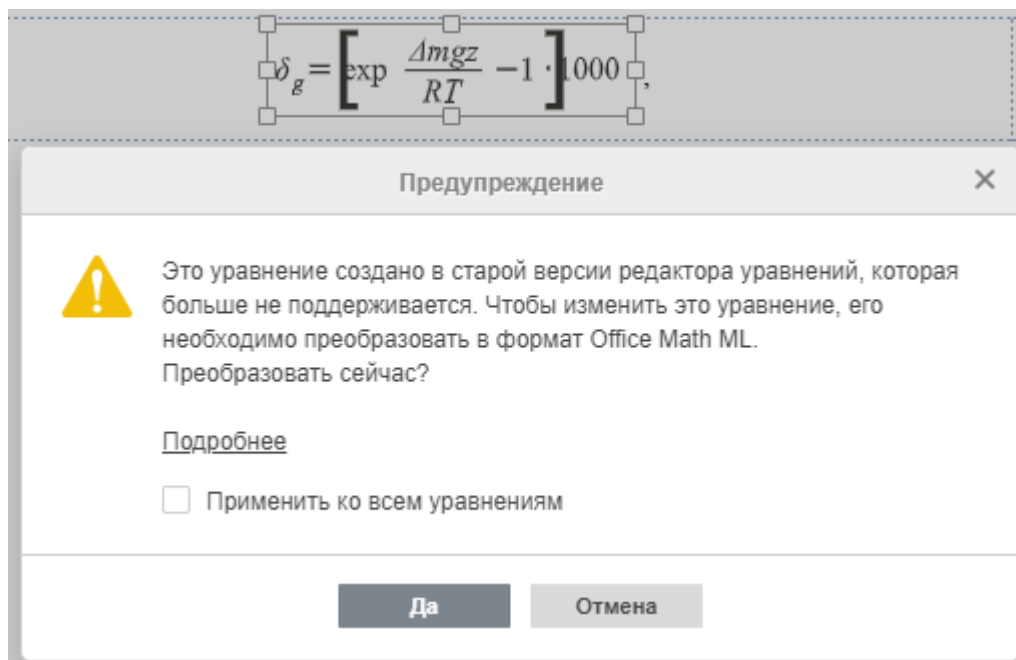 δg = [exp Δmgz/RT −1 ·]1000 ,
Предупреждение
Это уравнение создано в старой версии редактора уравнений, которая
больше не поддерживается. Чтобы изменить это уравнение, его
необходимо преобразовать в формат Office Math ML.
Преобразовать сейчас?
Подробнее
Применить ко всем уравнениям
Да
Отмена